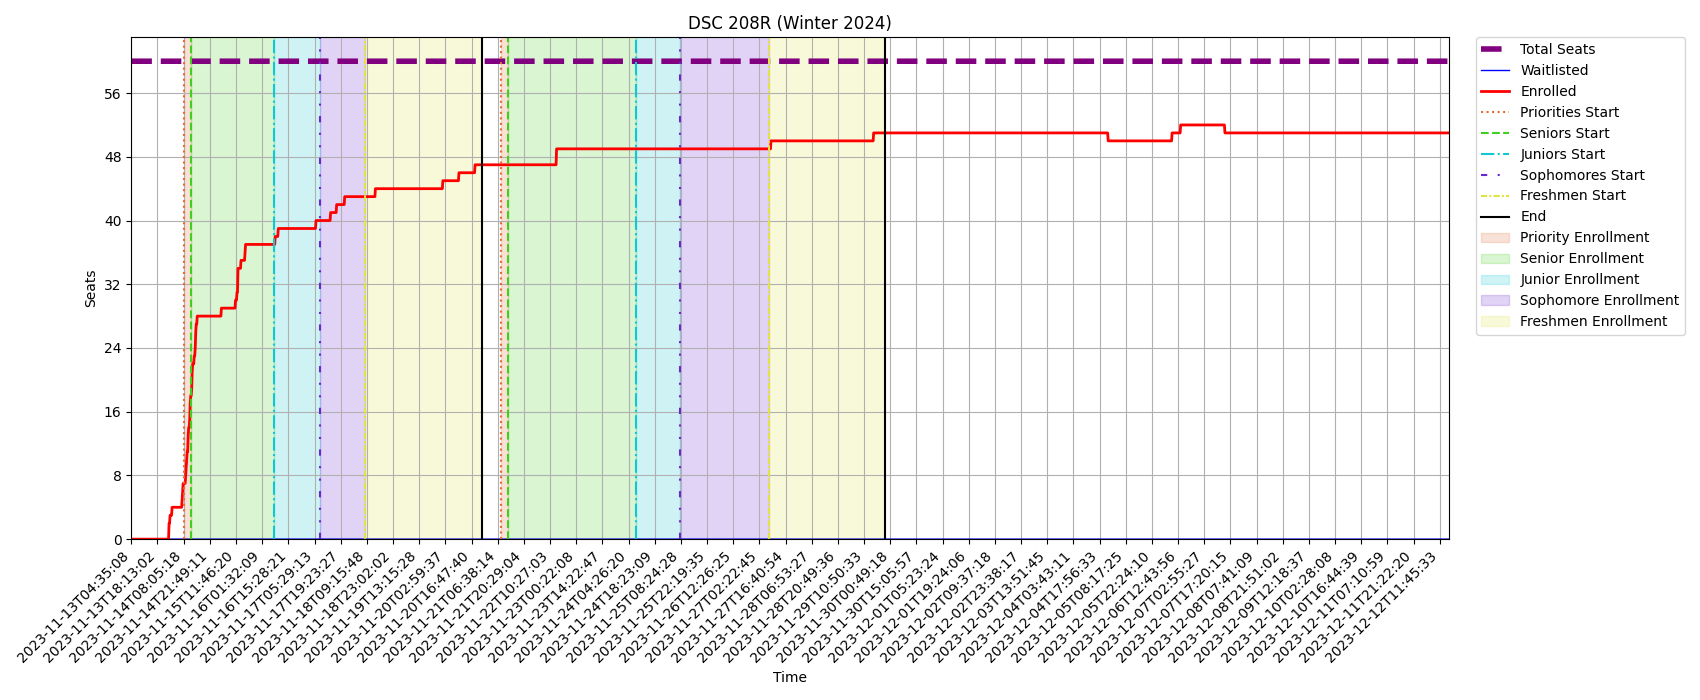 DSC 208R (Winter 2024)
Seats
56
48
40
32
24
16
8
0
2023-11-13T04:35:08
2023-11-13T18:13:02
2023-11-14T08:05:18
2023-11-14T21:49:11
2023-11-15T11:46:20
2023-11-16T01:32:09
2023-11-16T15:28:21
2023-11-17T05:29:13
2023-11-17T19:23:27
2023-11-18T09:15:48
2023-11-18T23:02:02
2023-11-19T13:15:28
2023-11-20T02:59:37
2023-11-20T16:47:40
2023-11-21T06:38:14
2023-11-21T20:29:04
2023-11-22T10:27:03
2023-11-23T00:22:08
2023-11-23T14:22:47
2023-11-24T04:26:20
2023-11-24T18:23:09
2023-11-25T08:24:28
2023-11-25T22:19:35
2023-11-26T12:26:25
2023-11-27T02:22:45
2023-11-27T16:40:54
2023-11-28T06:53:27
2023-11-28T20:49:36
2023-11-29T10:50:33
2023-11-30T00:49:18
2023-11-30T15:05:57
2023-12-01T05:23:24
2023-12-01T19:24:06
2023-12-02T09:37:18
2023-12-02T23:38:17
2023-12-03T13:51:45
2023-12-04T03:43:11
2023-12-04T17:56:33
2023-12-05T08:17:25
2023-12-05T22:24:10
2023-12-06T12:43:56
2023-12-07T02:55:27
2023-12-07T17:20:15
2023-12-08T07:41:09
2023-12-08T21:51:02
2023-12-09T12:18:37
2023-12-10T02:28:08
2023-12-10T16:44:39
2023-12-11T07:10:59
2023-12-11T21:22:20
2023-12-12T11:45:33
Time
Total Seats
Waitlisted
Enrolled
Priorities Start
Seniors Start
Juniors Start
Sophomores Start
Freshmen Start
End
Priority Enrollment
Senior Enrollment
Junior Enrollment
Sophomore Enrollment
Freshmen Enrollment